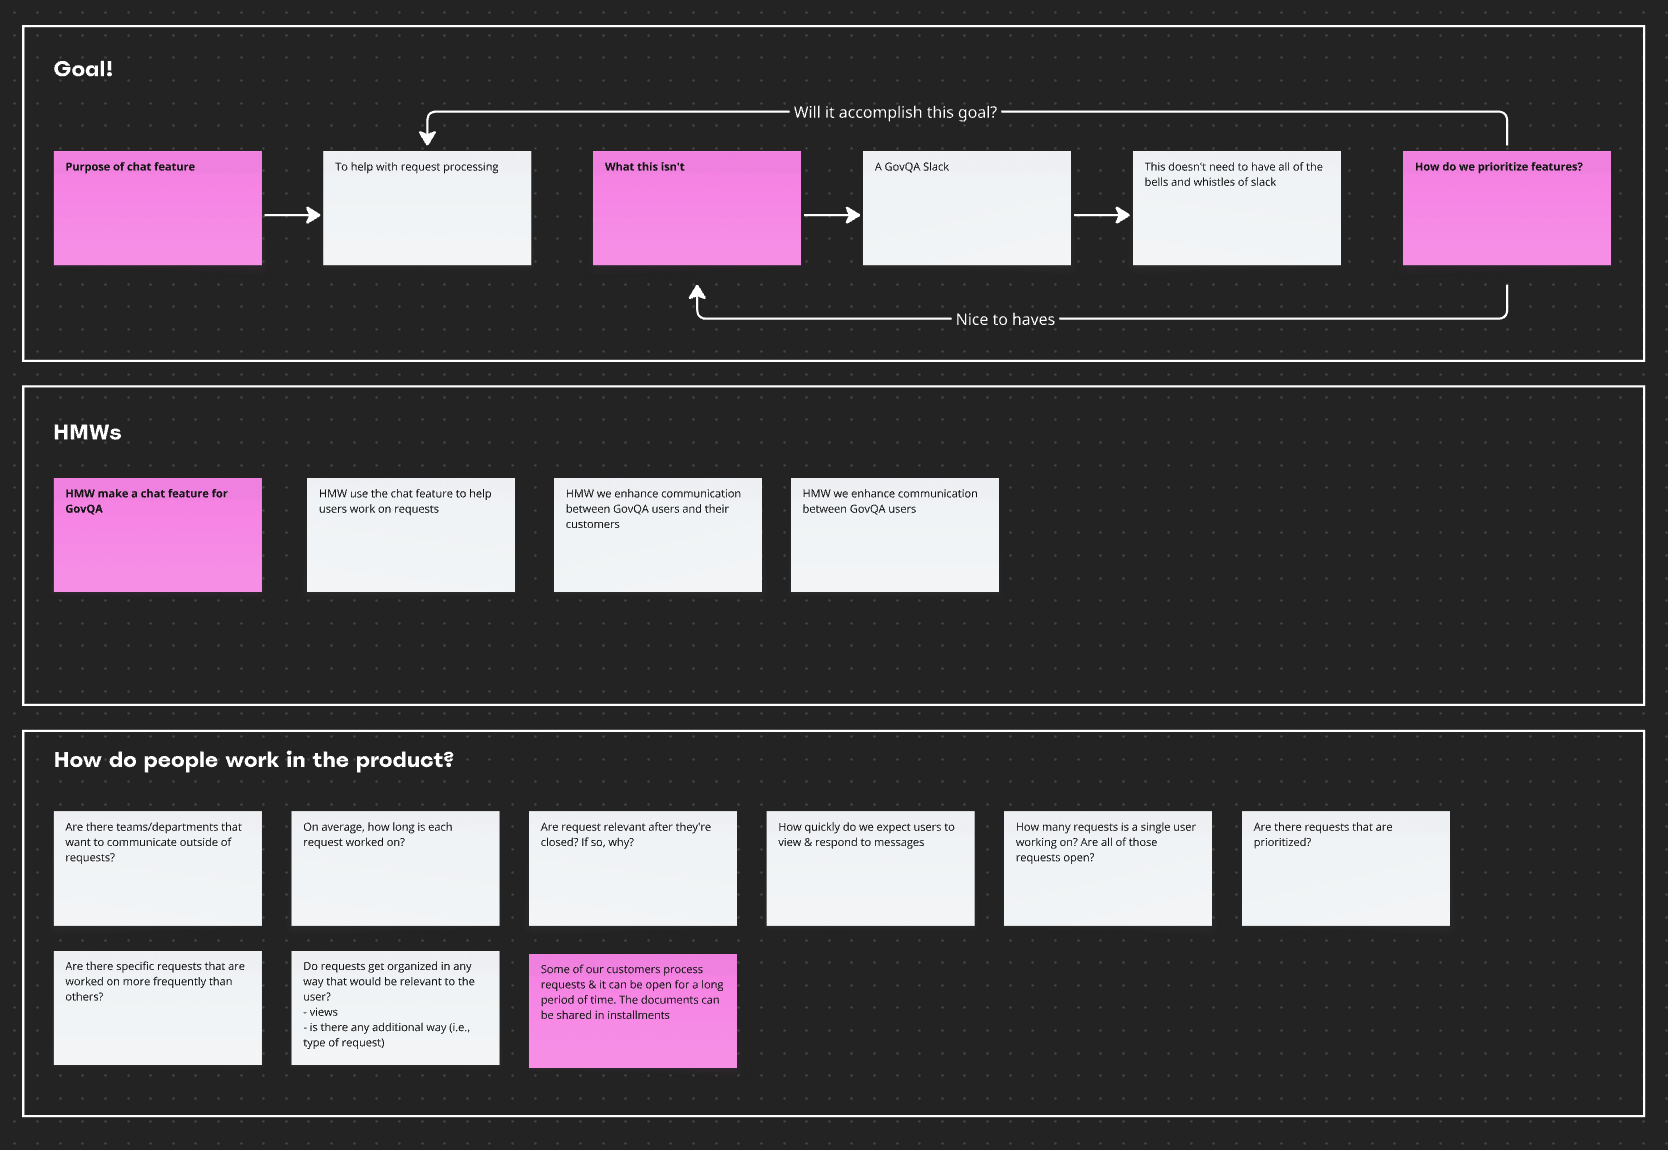 Goal!
Will it accomplish this goal?
Purpose of chat feature
To help with request processing
What this isn't
A GovQA Slack
This doesn't need to have all of the
bells and whistles of slack
How do we prioritize features?
Nice to haves
HMWs
HMW make a chat feature for
GovQA
HMW use the chat feature to help
users work on requests
HMW we enhance communication
between GovQA users and their
customers
HMW we enhance communication
between GovQA users
How do people work in the product?
Are there teams/departments that
want to communicate outside of
requests?
On average, how long is each
request worked on?
Are request relevant after they're
closed? If so, why?
How quickly do we expect users to
view & respond to messages
How many requests is a single user
working on? Are all of those
requests open?
Are there requests that are
prioritized?
Are there specific requests that are
worked on more frequently than
others?
Do requests get organized in any
way that would be relevant to the
user?
- views
- is there any additional way (i.e.,
type of request)
Some of our customers process
requests & it can be open for a long
period of time. The documents can
be shared in installments